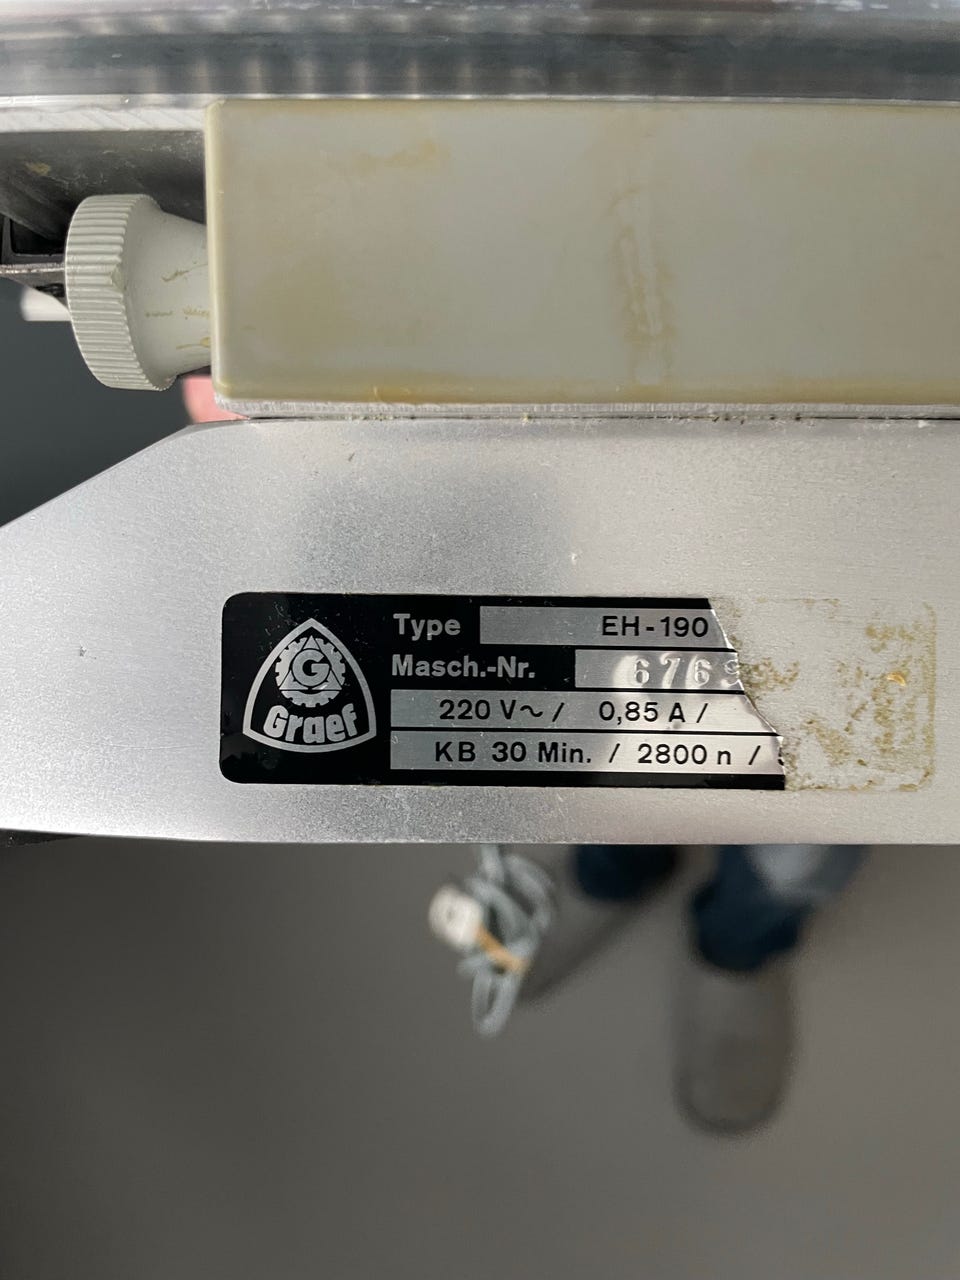 G
Graef
Type EH-190
Masch.-Nr. 676
220 V~ / 0,85 A /
KB 30 Min. / 2800 n /